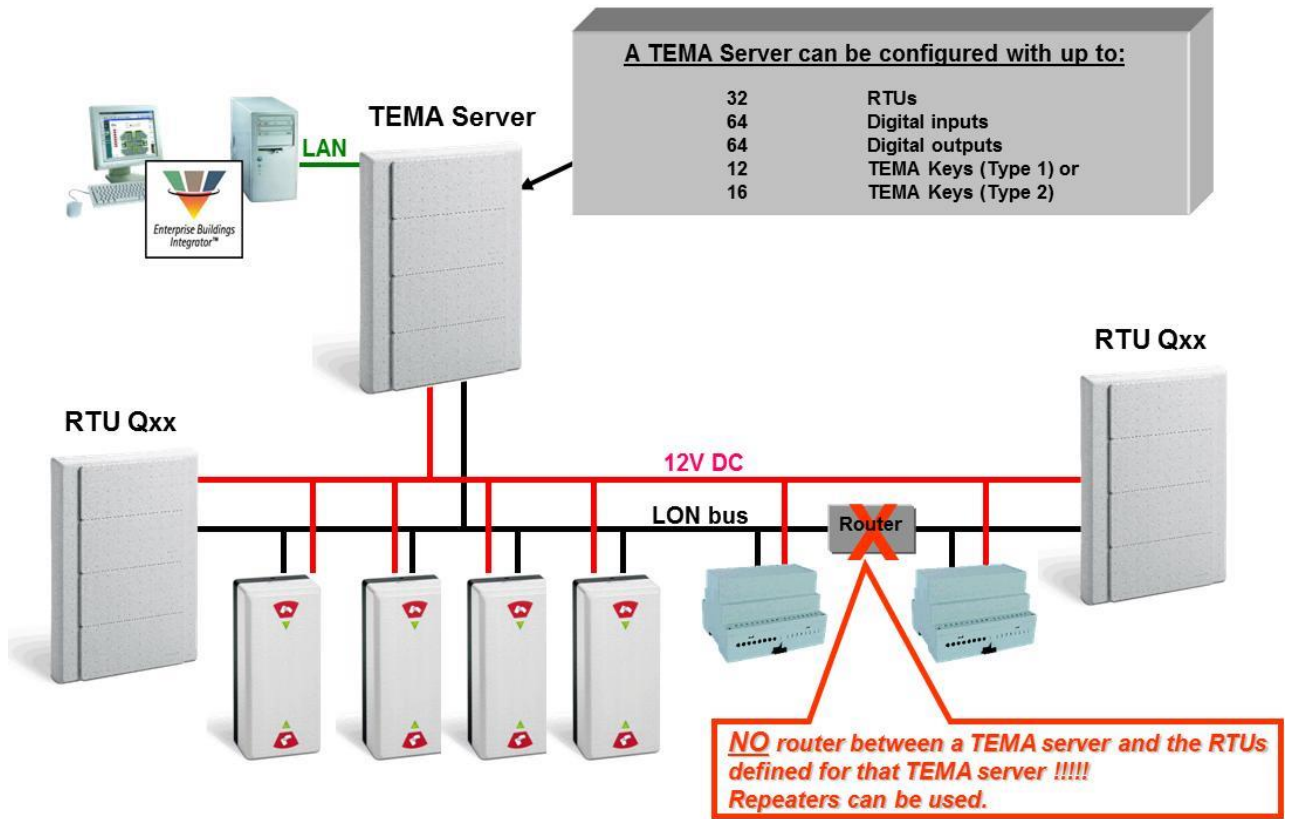 A TEMA Server can be configured with up to:
32 RTUs
64 Digital inputs
64 Digital outputs
12 TEMA Keys (Type 1) or
16 TEMA Keys (Type 2)
TEMA Server
LAN
Enterprise Buildings
Integrator™
RTU Qxx
RTU Qxx
12V DC
LON bus
Router
X
NO router between a TEMA server and the RTUs
defined for that TEMA server !!!!!
Repeaters can be used.